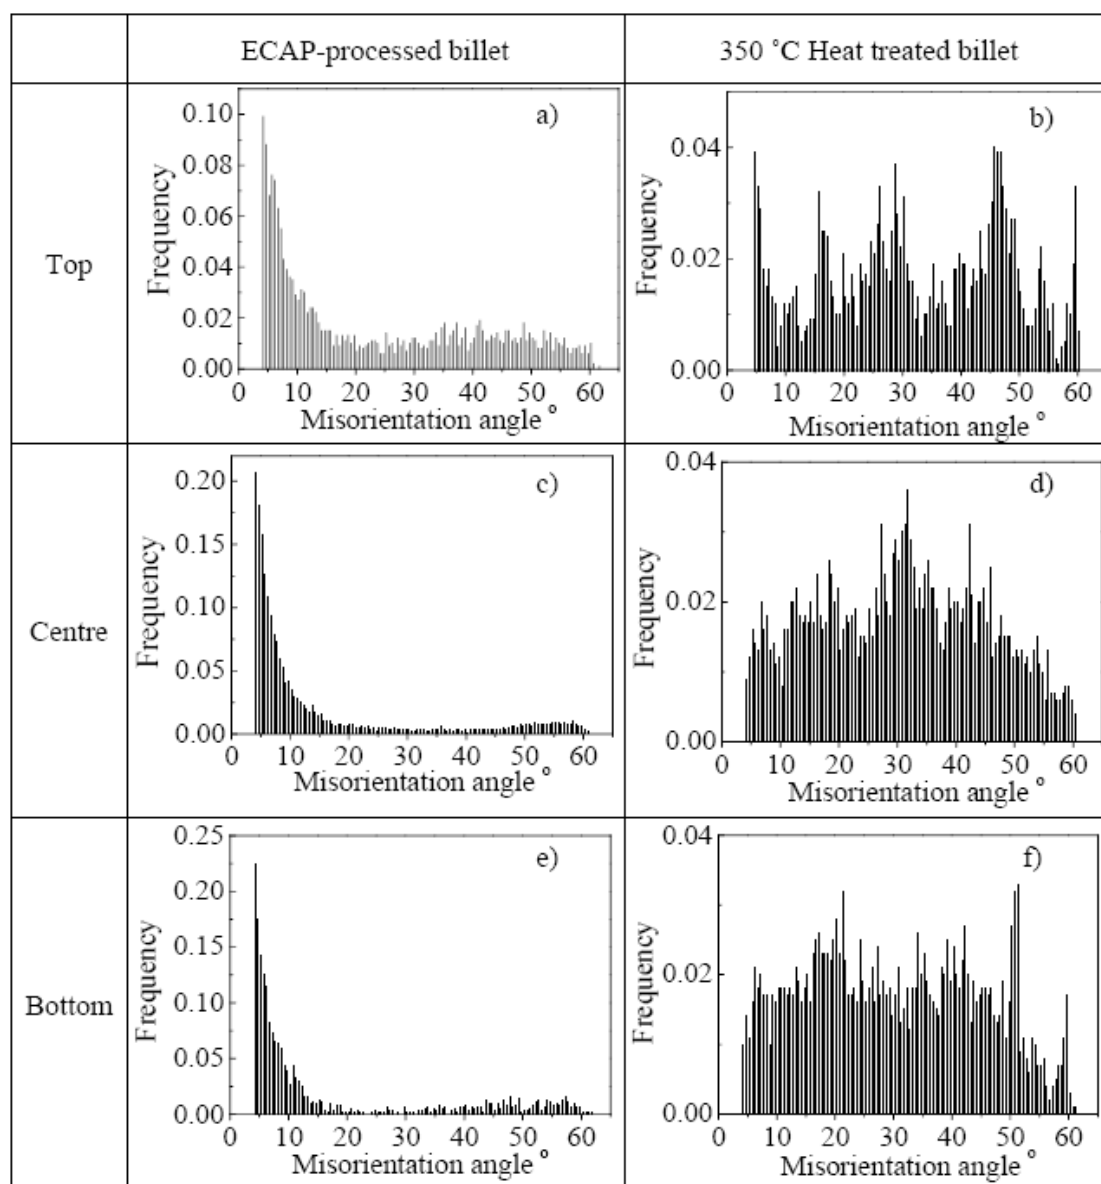 ECAP-processed billet
350 °C Heat treated billet
Top
a)
Frequency
0.10
0.08
0.06
0.04
0.02
0.00
0 10 20 30 40 50 60
Misorientation angle °
b)
Frequency
0.04
0.02
0.00
0 10 20 30 40 50 60
Misorientation angle °
Centre
c)
Frequency
0.20
0.15
0.10
0.05
0.00
0 10 20 30 40 50 60
Misorientation angle °
d)
Frequency
0.04
0.02
0.00
0 10 20 30 40 50 60
Misorientation angle °
Bottom
e)
Frequency
0.25
0.20
0.15
0.10
0.05
0.00
0 10 20 30 40 50 60
Misorientation angle °
f)
Frequency
0.04
0.02
0.00
0 10 20 30 40 50 60
Misorientation angle °